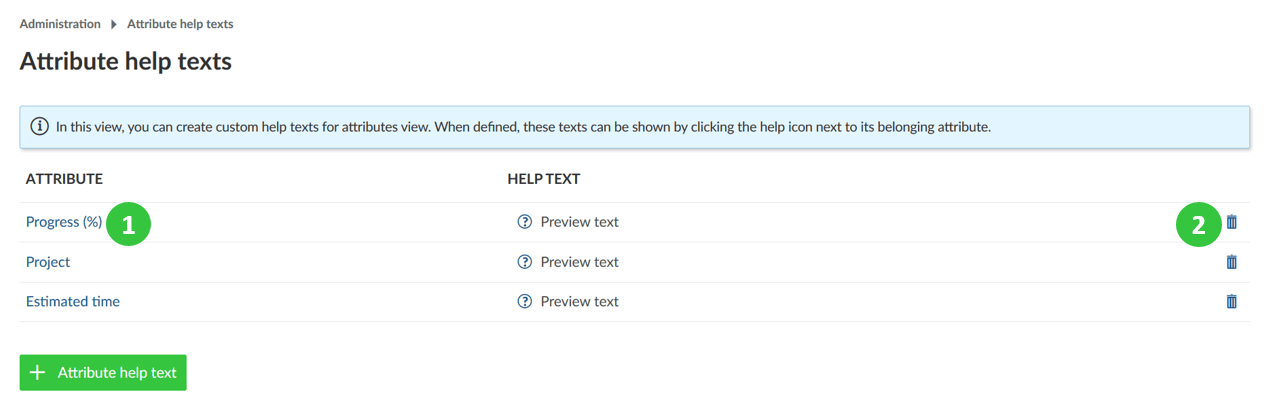 Administration Attribute help texts
Attribute help texts
In this view, you can create custom help texts for attributes view. When defined, these texts can be shown by clicking the help icon next to its belonging attribute.
ATTRIBUTE HELP TEXT
Progress (%) 1 Preview text 2
Project Preview text
Estimated time Preview text
+ Attribute help text